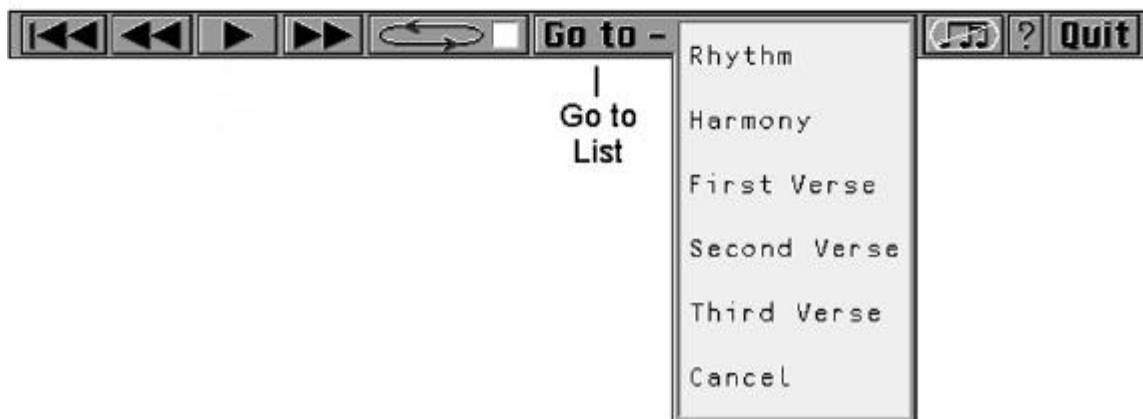 Go to – ? Quit
Go to
List
Rhythm
Harmony
First Verse
Second Verse
Third Verse
Cancel